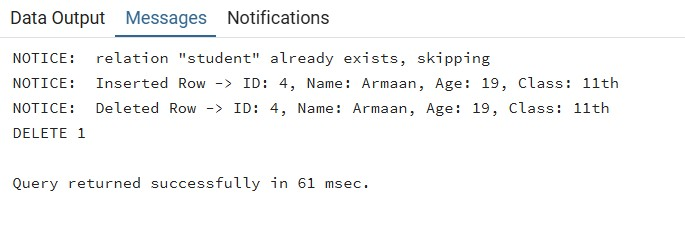 Data Output Messages Notifications
NOTICE:  relation "student" already exists, skipping
NOTICE:  Inserted Row -> ID: 4, Name: Armaan, Age: 19, Class: 11th
NOTICE:  Deleted Row -> ID: 4, Name: Armaan, Age: 19, Class: 11th
DELETE 1
Query returned successfully in 61 msec.